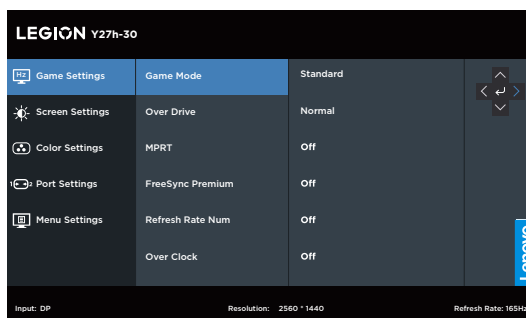 LEGION Y27h-30
Game Settings Game Mode Standard
Screen Settings Over Drive Normal
Color Settings MPRT Off
1 2 Port Settings FreeSync Premium Off
Menu Settings Refresh Rate Num Off
Over Clock Off
Lenovo
Input: DP Resolution: 2560 * 1440 Refresh Rate: 165Hz